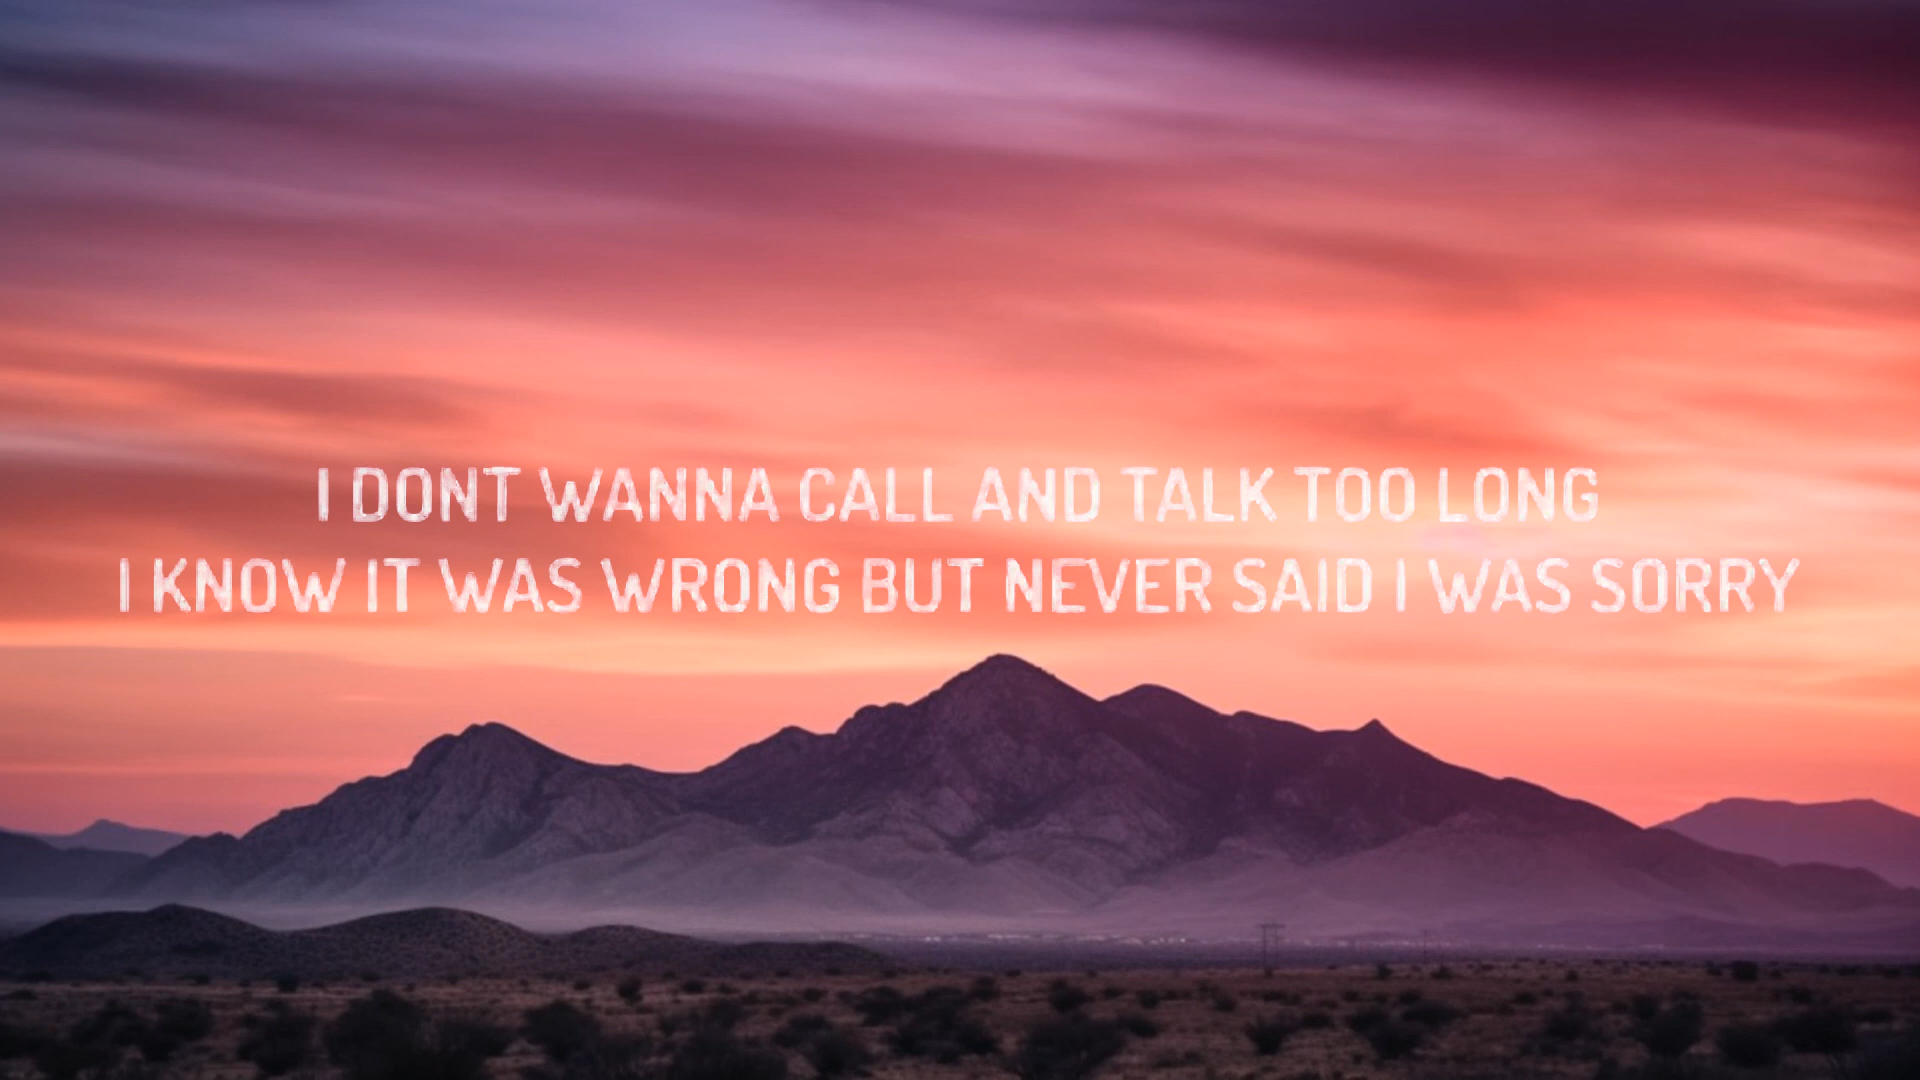 I DONT WANNA CALL AND TALK TOO LONG
I KNOW IT WAS WRONG BUT NEVER SAID I WAS SORRY